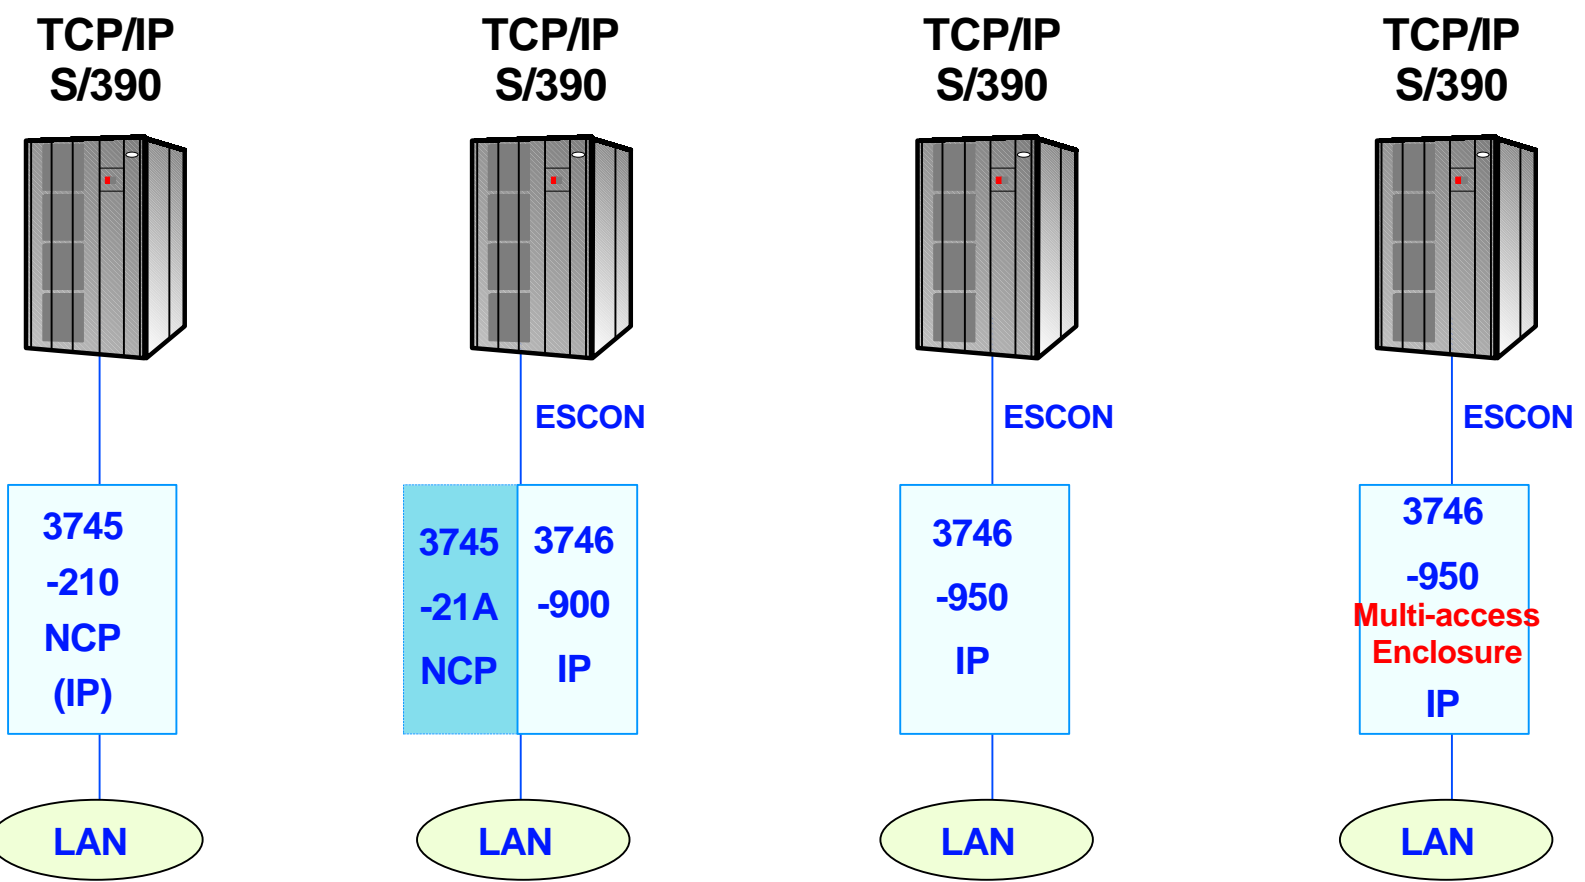 TCP/IP
S/390
3745
-210
NCP
(IP)
LAN
TCP/IP
S/390
ESCON
3745
-21A
NCP
3746
-900
IP
LAN
TCP/IP
S/390
ESCON
3746
-950
IP
LAN
TCP/IP
S/390
ESCON
3746
-950
Multi-access
Enclosure
IP
LAN